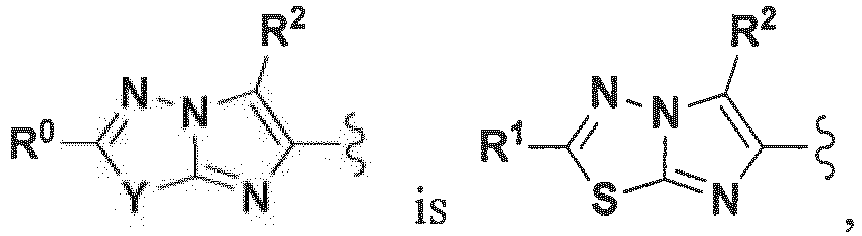 R² R²
N N N N
R⁰ R¹
Y N is S N ,